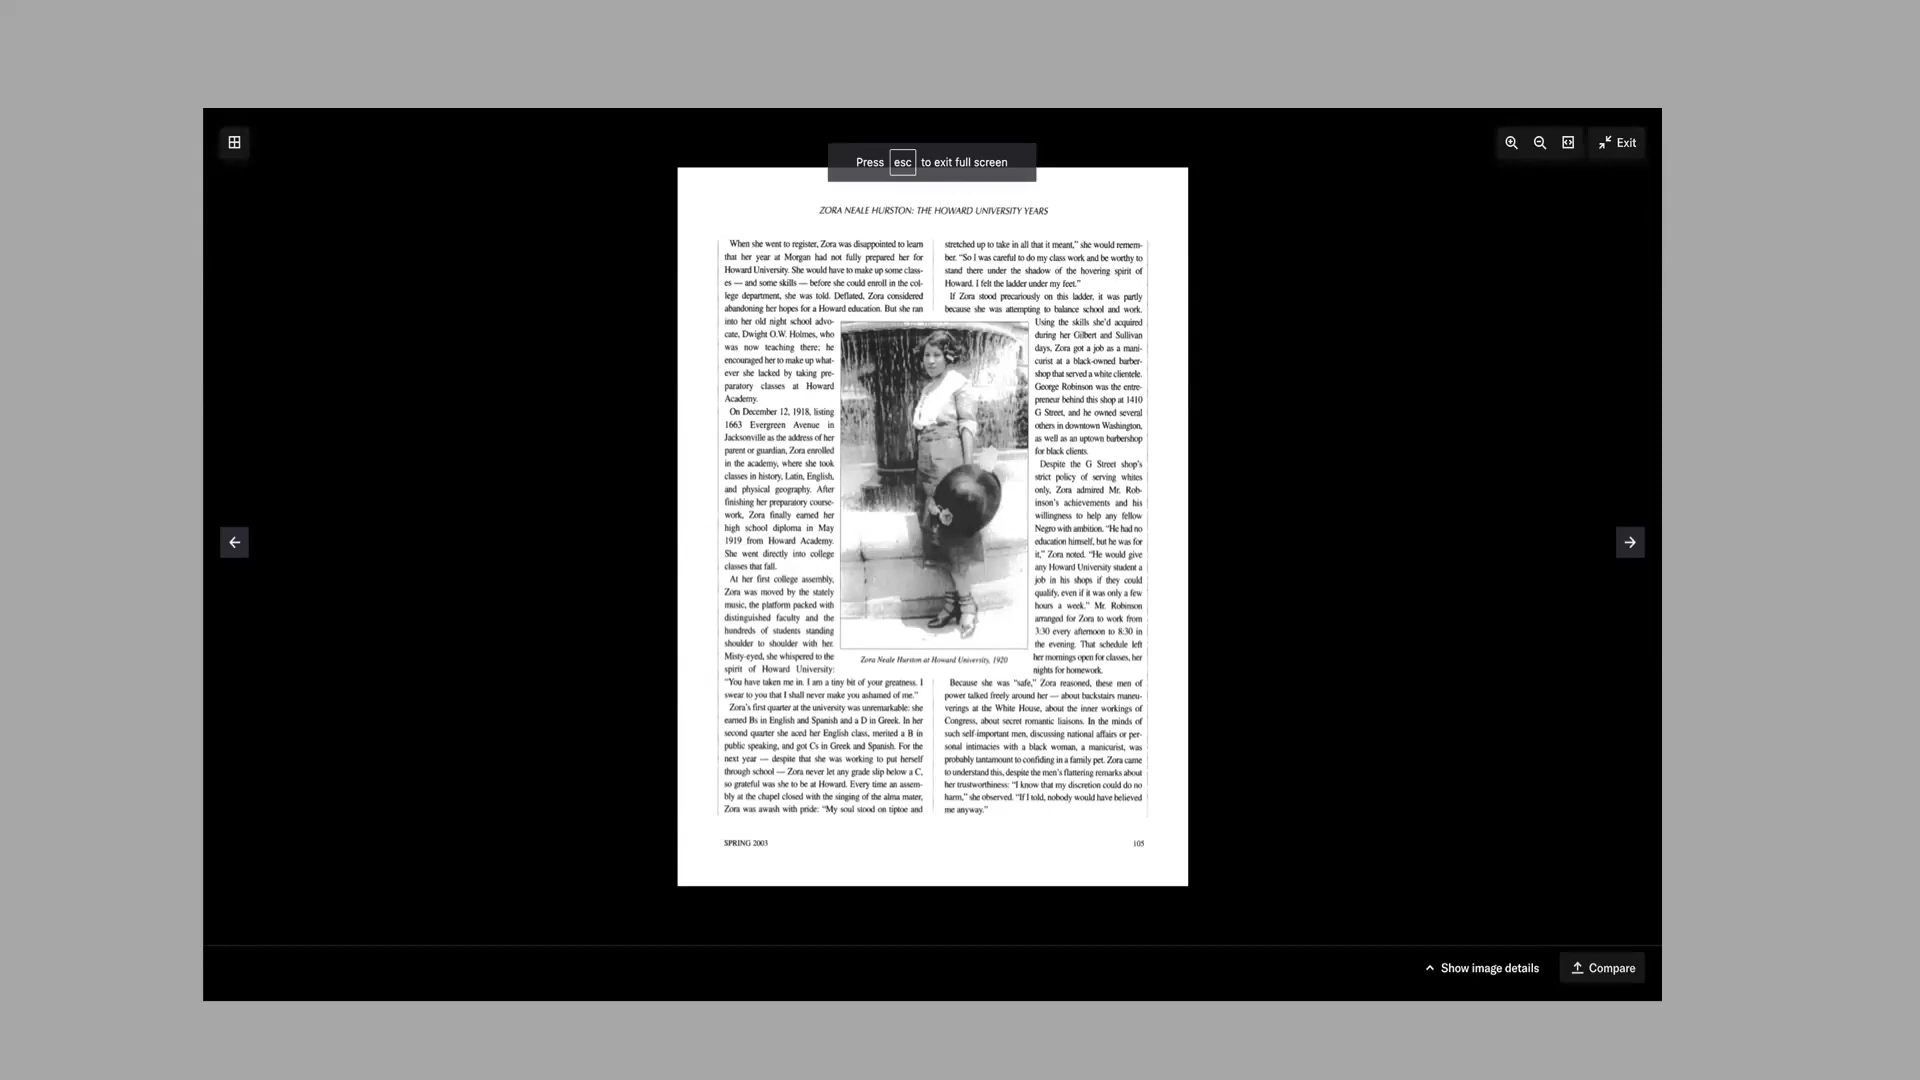 Press esc to exit full screen
Exit
ZORA NEALE HURSTON: THE HOWARD UNIVERSITY YEARS
When she went to register, Zora was disappointed to learn
that her year at Morgan had not fully prepared her for
Howard University. She would have to make up some class-
es — and some skills — before she could enroll in the col-
lege department, she was told. Deflated, Zora considered
abandoning her hopes for a Howard education. But she ran
into her old night school advo-
cate, Dwight O.W. Holmes, who
was now teaching there; he
encouraged her to make up what-
ever she lacked by taking pre-
paratory classes at Howard
Academy.
On December 12, 1918, listing
1663 Evergreen Avenue in
Jacksonville as the address of her
parent or guardian, Zora enrolled
in the academy, where she took
classes in history, Latin, English,
and physical geography. After
finishing her preparatory course-
work, Zora finally earned her
high school diploma in May
1919 from Howard Academy.
She went directly into college
classes that fall.
At her first college assembly,
Zora was moved by the stately
music, the platform packed with
distinguished faculty and the
hundreds of students standing
shoulder to shoulder with her.
Misty-eyed, she whispered to the
spirit of Howard University:
"You have taken me in. I am a tiny bit of your greatness. I
swear to you that I shall never make you ashamed of me."
Zora's first quarter at the university was unremarkable: she
earned Bs in English and Spanish and a D in Greek. In her
second quarter she aced her English class, merited a B in
public speaking, and got Cs in Greek and Spanish. For the
next year — despite that she was working to put herself
through school — Zora never let any grade slip below a C,
so grateful was she to be at Howard. Every time an assem-
bly at the chapel closed with the singing of the alma mater,
Zora was awash with pride: "My soul stood on tiptoe and
stretched up to take in all that it meant," she would remem-
ber. "So I was careful to do my class work and be worthy to
stand there under the shadow of the hovering spirit of
Howard. I felt the ladder under my feet."
If Zora stood precariously on this ladder, it was partly
because she was attempting to balance school and work.
Using the skills she'd acquired
during her Gilbert and Sullivan
days, Zora got a job as a mani-
curist at a black-owned barber-
shop that served a white clientele.
George Robinson was the entre-
preneur behind this shop at 1410
G Street, and he owned several
others in downtown Washington,
as well as an uptown barbershop
for black clients.
Despite the G Street shop's
strict policy of serving whites
only, Zora admired Mr. Rob-
inson's achievements and his
willingness to help any fellow
Negro with ambition. "He had no
education himself, but he was for
it," Zora noted. "He would give
any Howard University student a
job in his shops if they could
qualify, even if it was only a few
hours a week." Mr. Robinson
arranged for Zora to work from
3:30 every afternoon to 8:30 in
the evening. That schedule left
her mornings open for classes, her
nights for homework.
Because she was "safe," Zora reasoned, these men of
power talked freely around her — about backstairs maneu-
verings at the White House, about the inner workings of
Congress, about secret romantic liaisons. In the minds of
such self-important men, discussing national affairs or per-
sonal intimacies with a black woman, a manicurist, was
probably tantamount to confiding in a family pet. Zora came
to understand this, despite the men's flattering remarks about
her trustworthiness: "I know that my discretion could do no
harm," she observed. "If I told, nobody would have believed
me anyway."
Zora Neale Hurston at Howard University, 1920
SPRING 2003
105
Show image details
Compare